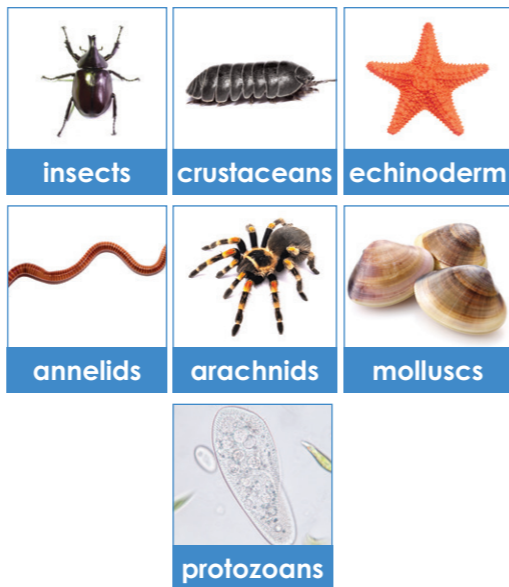 insects
crustaceans
echinoderm
annelids
arachnids
molluscs
protozoans